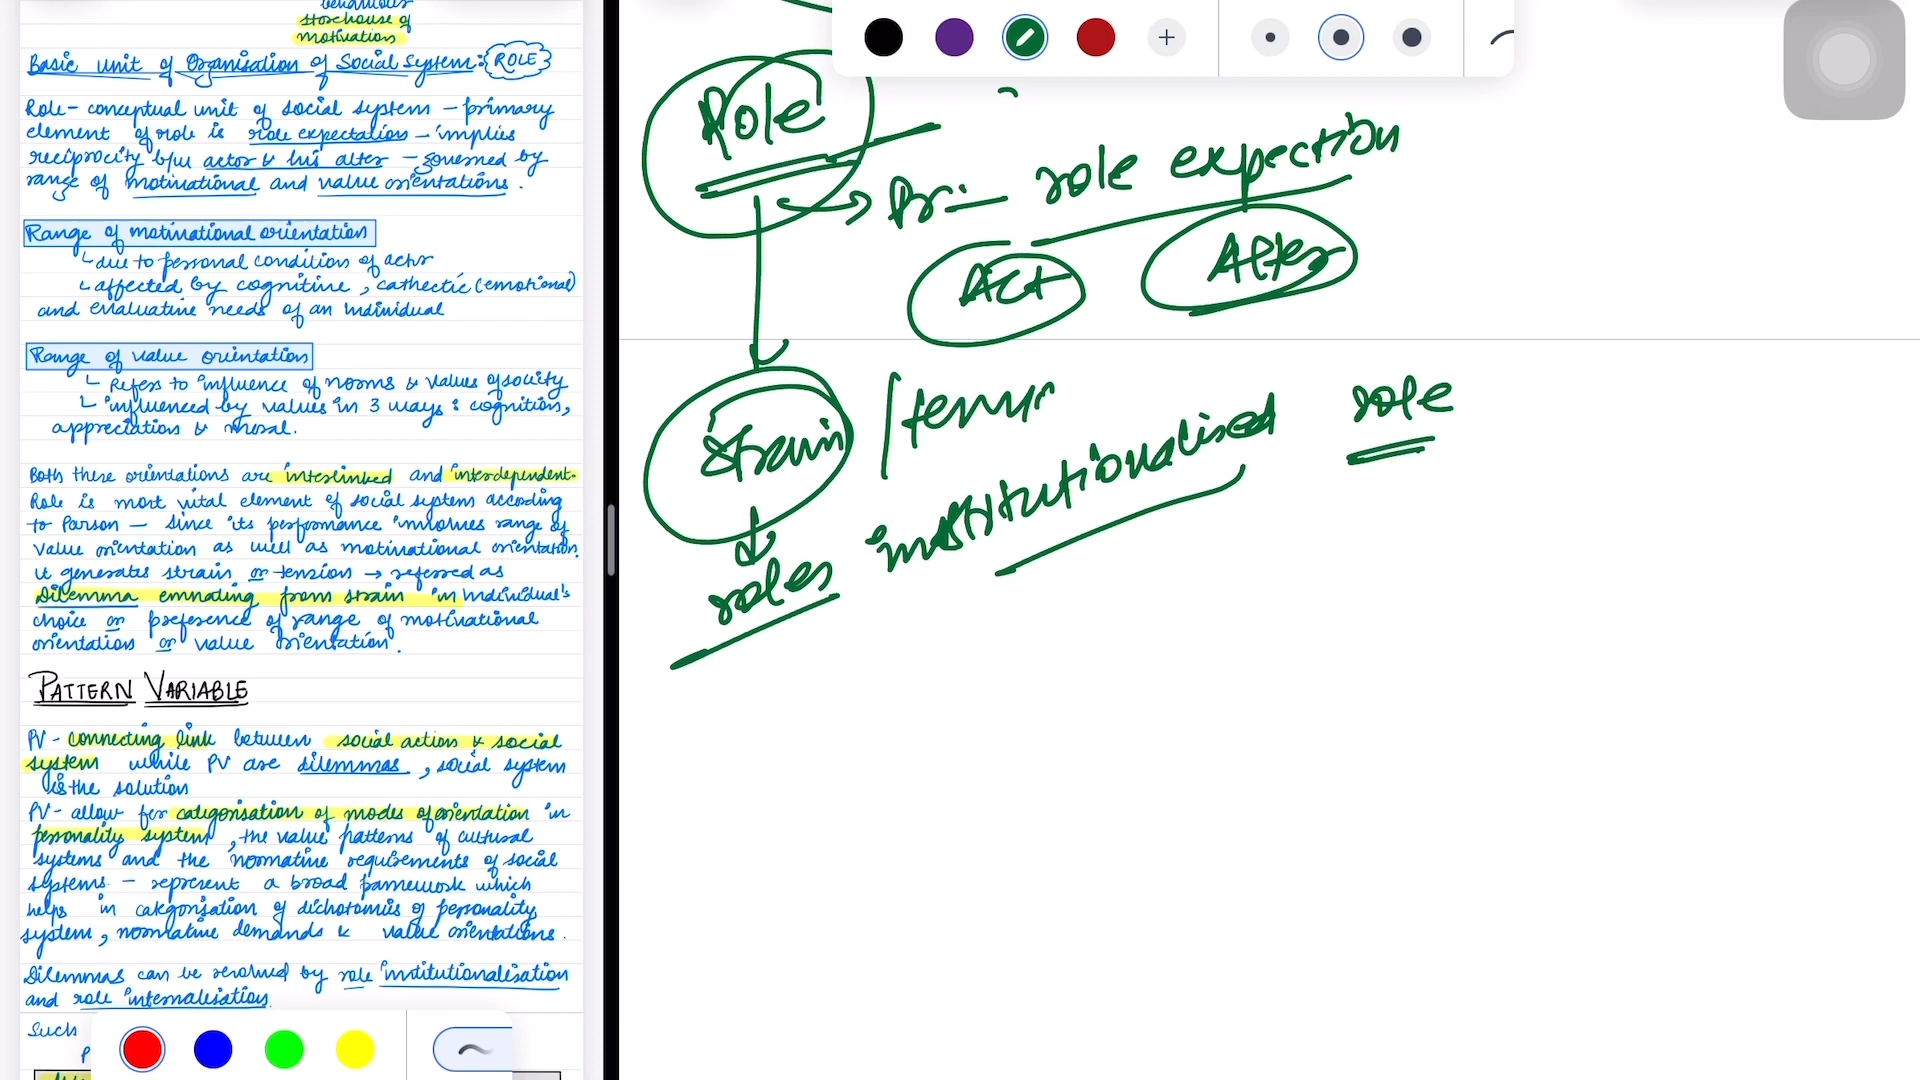 behaviour
storehouse of
motivation
Basic unit of Organisation of Social System: ROLE
Role - conceptual unit of social system - primary
element of role is role expectation - implies
reciprocity b/w actor & his alter - governed by
range of motivational and value orientations.
Range of motivational orientation
due to personal condition of actor
affected by cognitive, cathectic (emotional)
and evaluative needs of an individual
Range of value orientation
Refers to influence of norms & values of society
influenced by values in 3 ways: cognition,
appreciation & moral.
Both these orientations are interlinked and interdependent.
Role is most vital element of social system according
to Parson - since its performance involves range of
value orientation as well as motivational orientation.
it generates strain or tension → referred as
Dilemma emnating from strain in individual's
choice or preference of range of motivational
orientation or value orientation.
PATTERN VARIABLE
PV - connecting link between social action & social
system while PV are dilemmas, social system
is the solution
PV - allow for categorisation of modes of orientation in
personality system, the value patterns of cultural
systems and the normative requirements of social
systems - represent a broad framework which
helps in categorisation of dichotomies of personality
system, normative demands & value orientations.
Dilemmas can be resolved by role institutionalisation
and role internalisation.
Such
P
Role
Pri- role expection
Act Alter
Strain /
institutionalised role
roles